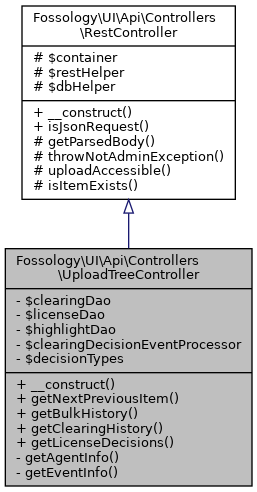 Fossology\UI\Api\Controllers
\RestController
# $container
# $restHelper
# $dbHelper
+ __construct()
+ isJsonRequest()
# getParsedBody()
# throwNotAdminException()
# uploadAccessible()
# isItemExists()
Fossology\UI\Api\Controllers
\UploadTreeController
- $clearingDao
- $licenseDao
- $highlightDao
- $clearingDecisionEventProcessor
- $decisionTypes
+ __construct()
+ getNextPreviousItem()
+ getBulkHistory()
+ getClearingHistory()
+ getLicenseDecisions()
- getAgentInfo()
- getEventInfo()